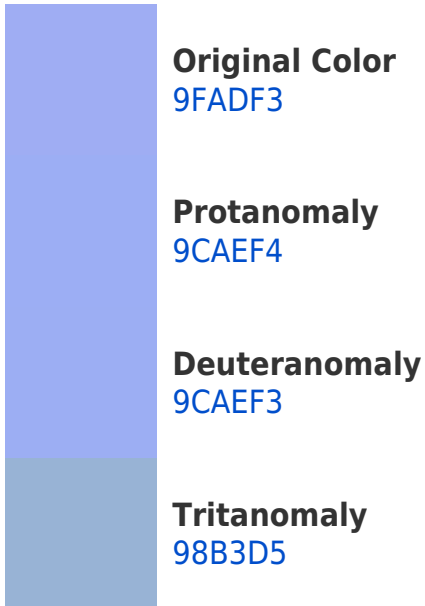 Original Color
9FADF3
Protanomaly
9CAEF4
Deuteranomaly
9CAEF3
Tritanomaly
98B3D5